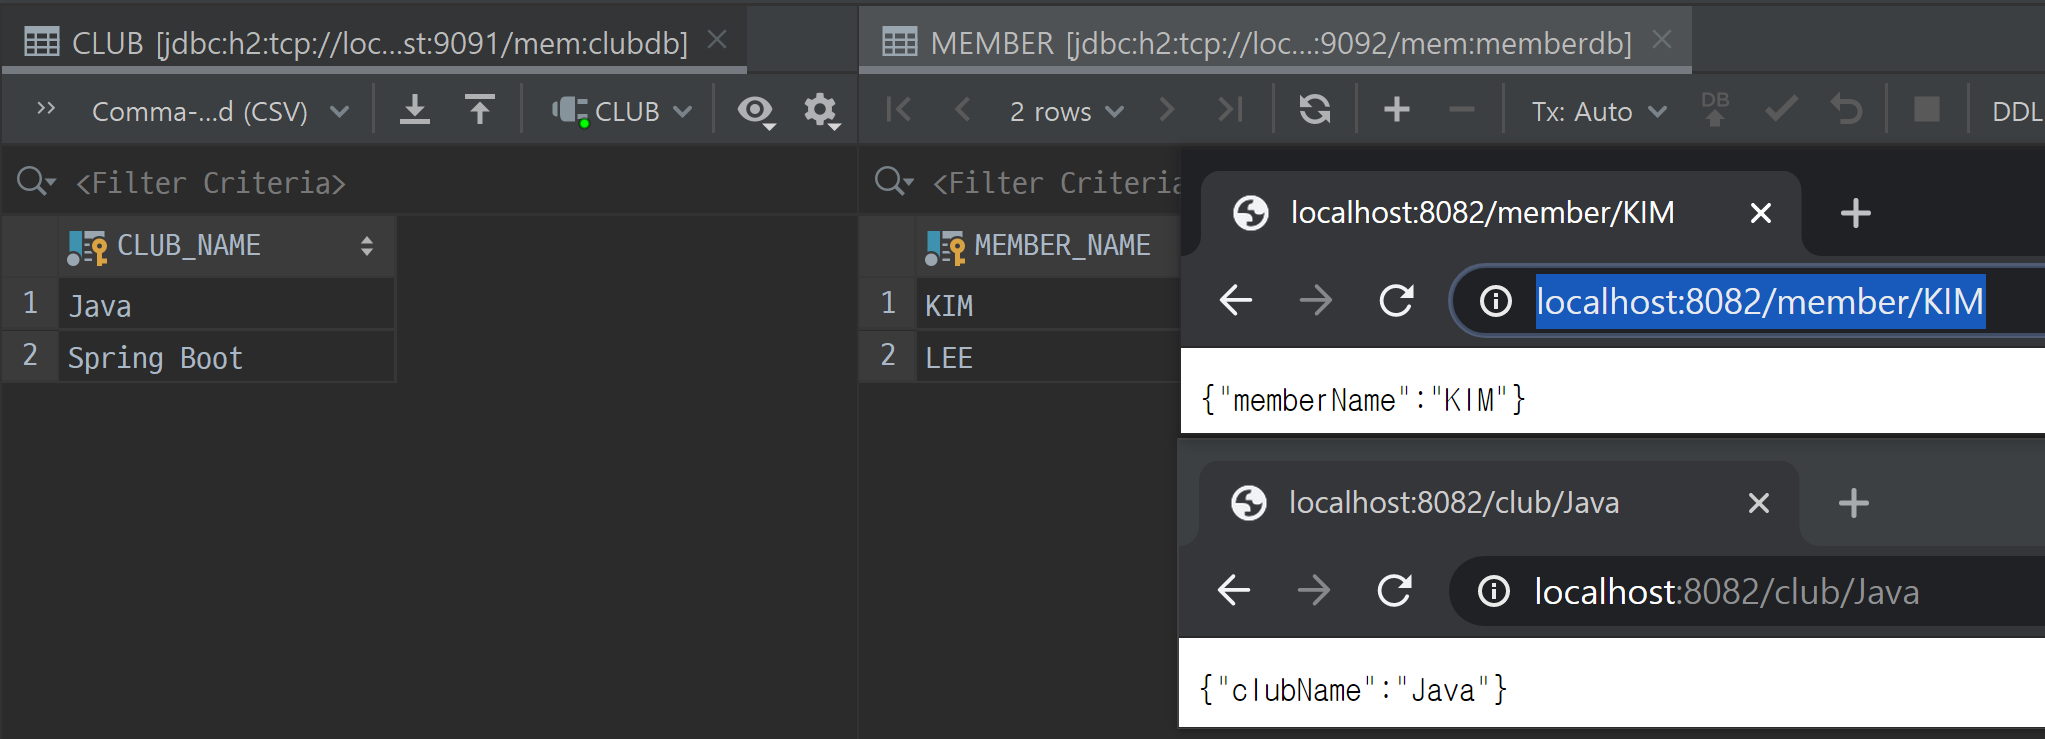 CLUB [jdbc:h2:tcp://loc...st:9091/mem:clubdb]
Comma-...d (CSV)
CLUB
<Filter Criteria>
CLUB_NAME
1 Java
2 Spring Boot
MEMBER [jdbc:h2:tcp://loc...:9092/mem:memberdb]
2 rows
Tx: Auto
DB
DDL
<Filter Criteria
MEMBER_NAME
1 KIM
2 LEE
localhost:8082/member/KIM
localhost:8082/member/KIM
{"memberName":"KIM"}
localhost:8082/club/Java
localhost:8082/club/Java
{"clubName":"Java"}